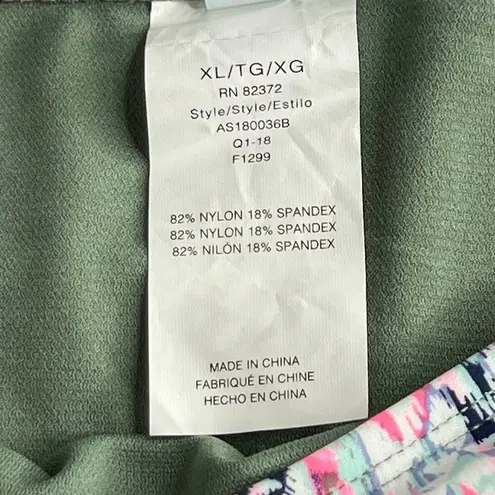 XL/TG/XG
RN 82372
Style/Style/Estilo
AS180036B
Q1-18
F1299
82% NYLON 18% SPANDEX
82% NYLON 18% SPANDEX
82% NILÓN 18% SPANDEX
MADE IN CHINA
FABRIQUÉ EN CHINE
HECHO EN CHINA